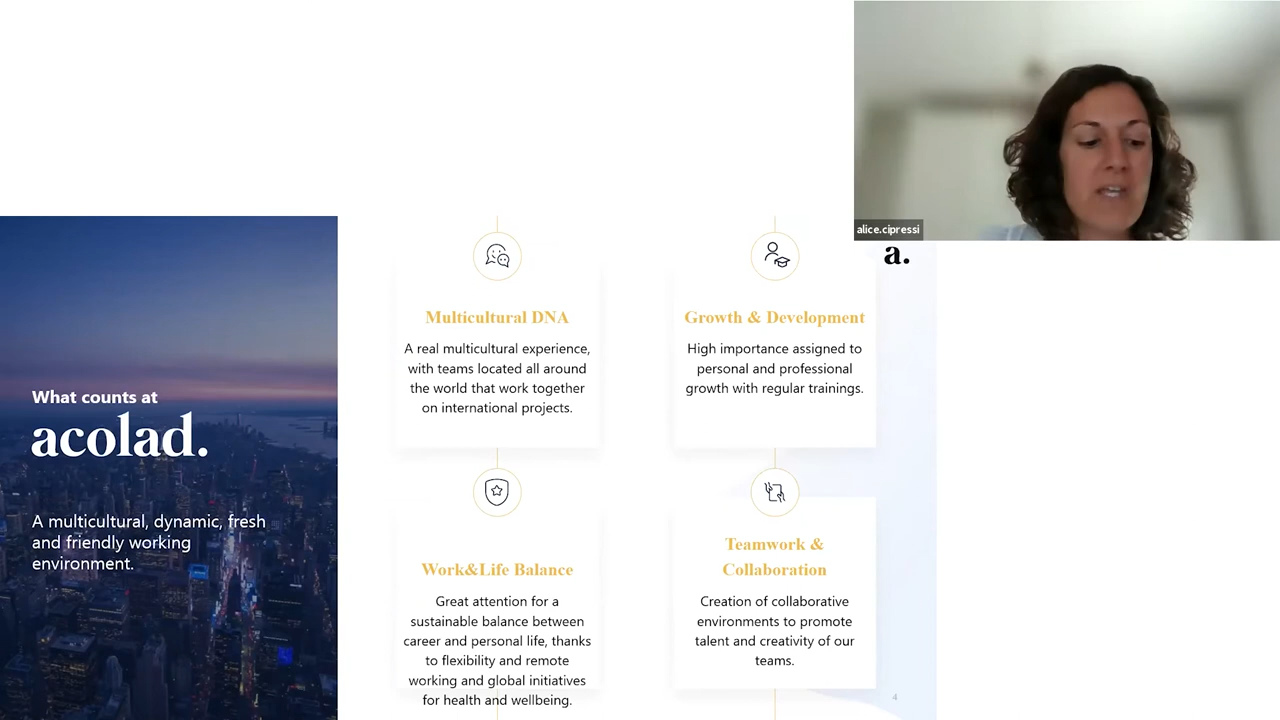 alice.cipressi
a.
What counts at
acolad.
A multicultural, dynamic, fresh
and friendly working
environment.
Multicultural DNA
A real multicultural experience,
with teams located all around
the world that work together
on international projects.
Growth & Development
High importance assigned to
personal and professional
growth with regular trainings.
Work&Life Balance
Great attention for a
sustainable balance between
career and personal life, thanks
to flexibility and remote
working and global initiatives
for health and wellbeing.
Teamwork &
Collaboration
Creation of collaborative
environments to promote
talent and creativity of our
teams.
4